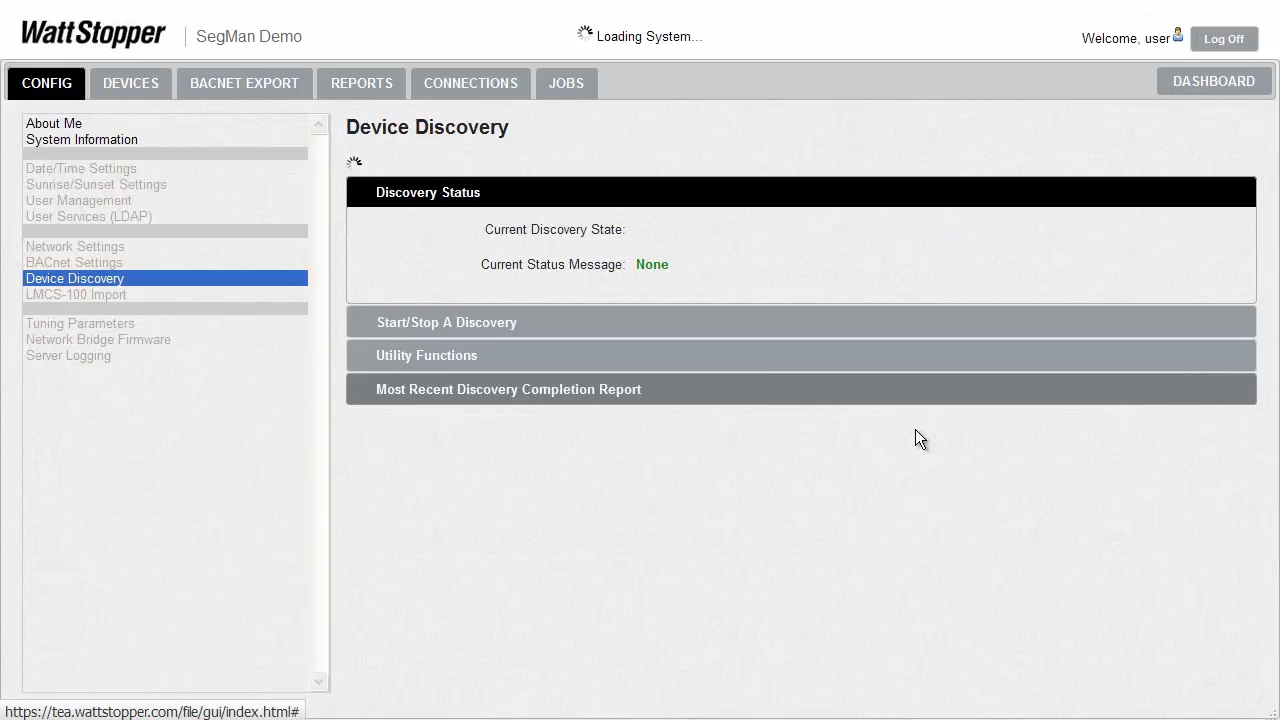 WattStopper
SegMan Demo
Loading System...
Welcome, user
Log Off
CONFIG
DEVICES
BACNET EXPORT
REPORTS
CONNECTIONS
JOBS
DASHBOARD
About Me
System Information
Date/Time Settings
Sunrise/Sunset Settings
User Management
User Services (LDAP)
Network Settings
BACnet Settings
Device Discovery
LMCS-100 Import
Tuning Parameters
Network Bridge Firmware
Server Logging
Device Discovery
Discovery Status
Current Discovery State:
Current Status Message: None
Start/Stop A Discovery
Utility Functions
Most Recent Discovery Completion Report
https://tea.wattstopper.com/file/gui/index.html#